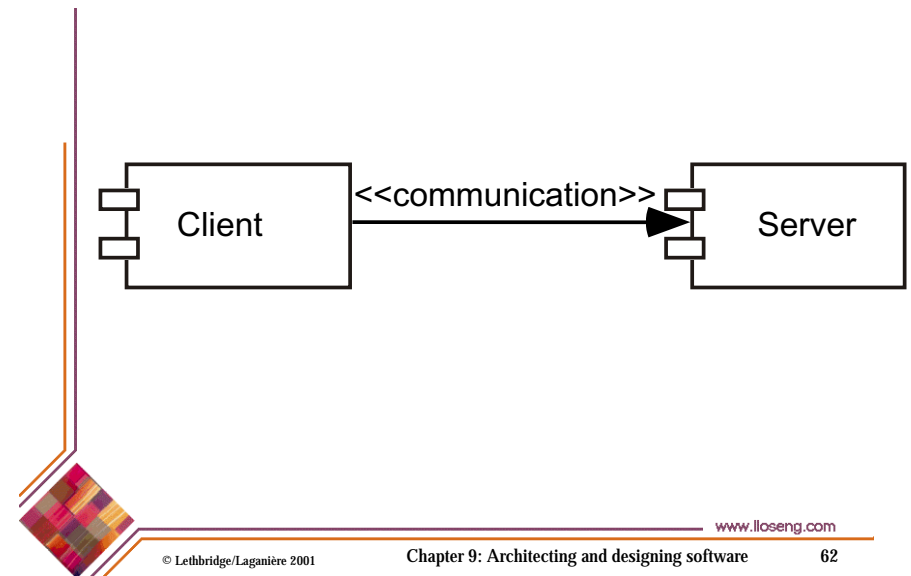 <<communication>>
Client
Server
www.lloseng.com
© Lethbridge/Laganière 2001 Chapter 9: Architecting and designing software 62